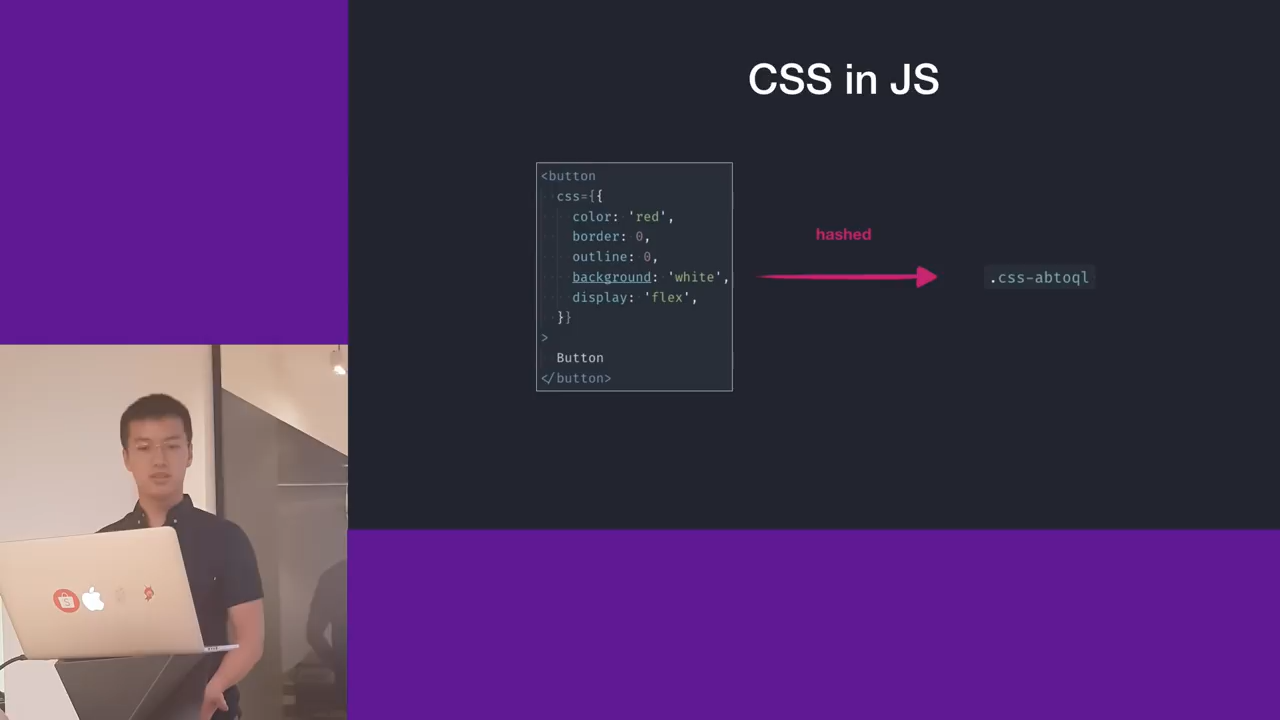 CSS in JS
<button
css={{
color: 'red',
border: 0,
outline: 0,
background: 'white',
display: 'flex',
}}
>
Button
</button>
hashed
.css-abtoql